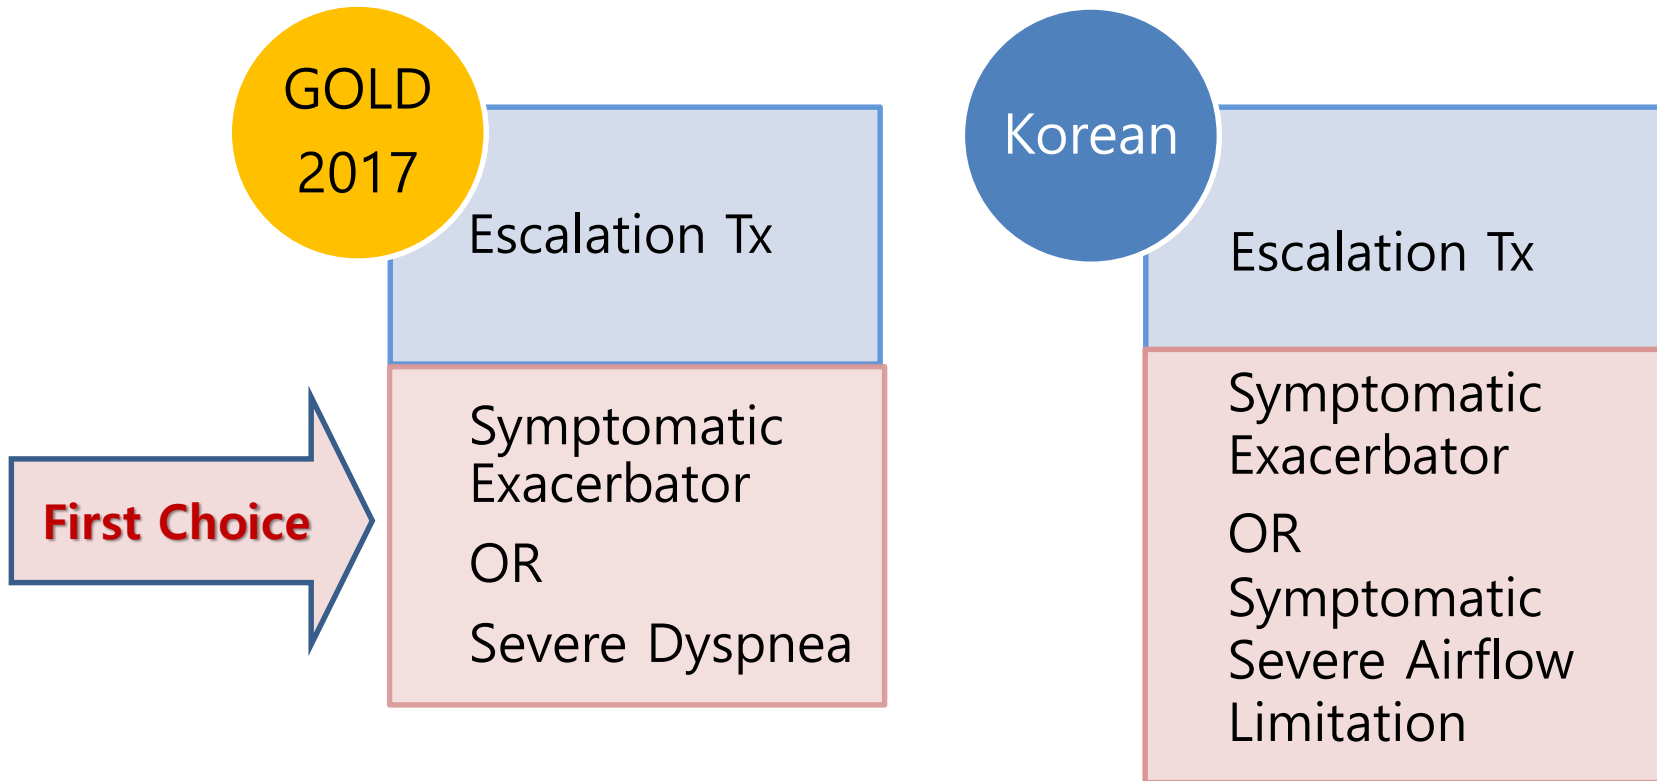 GOLD
2017
Escalation Tx
First Choice
Symptomatic
Exacerbator
OR
Severe Dyspnea
Korean
Escalation Tx
Symptomatic
Exacerbator
OR
Symptomatic
Severe Airflow
Limitation